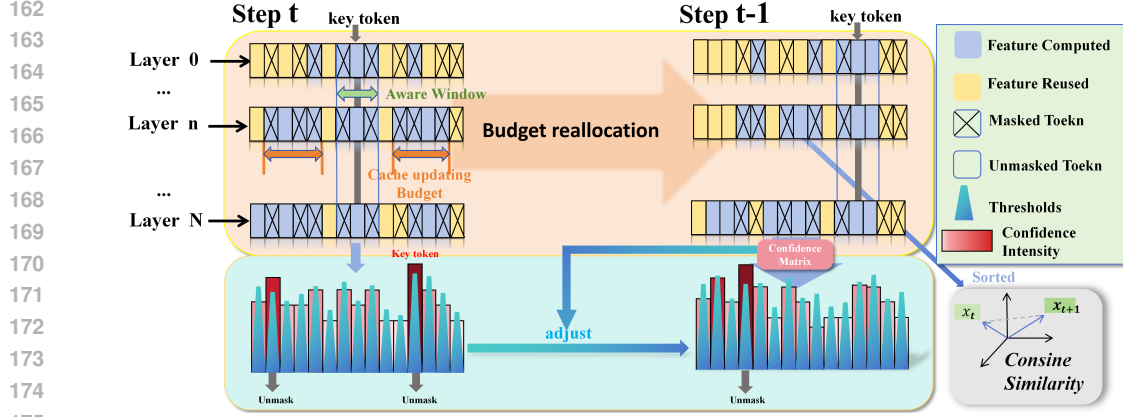 162
163
164
165
166
167
168
169
170
171
172
173
174
Step t
key token
Layer 0
...
Layer n
...
Layer N
Aware Window
Cache updating
Budget
Budget reallocation
Step t-1
key token
Feature Computed
Feature Reused
Masked Toekn
Unmasked Toekn
Thresholds
Confidence
Intensity
Key token
Confidence
Matrix
adjust
Unmask
Unmask
Unmask
Sorted
xt
xt+1
Consine
Similarity